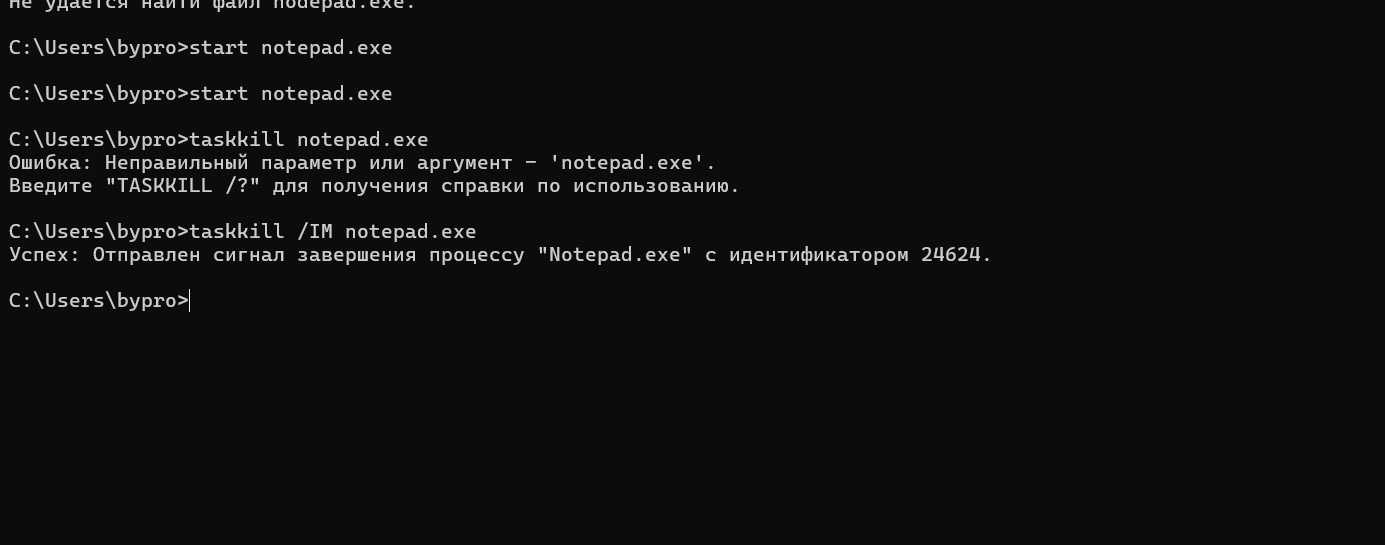 Не удается найти файл nodepad.exe.
C:\Users\bypro>start notepad.exe
C:\Users\bypro>start notepad.exe
C:\Users\bypro>taskkill notepad.exe
Ошибка: Неправильный параметр или аргумент - 'notepad.exe'.
Введите "TASKKILL /?" для получения справки по использованию.
C:\Users\bypro>taskkill /IM notepad.exe
Успех: Отправлен сигнал завершения процессу "Notepad.exe" с идентификатором 24624.
C:\Users\bypro>